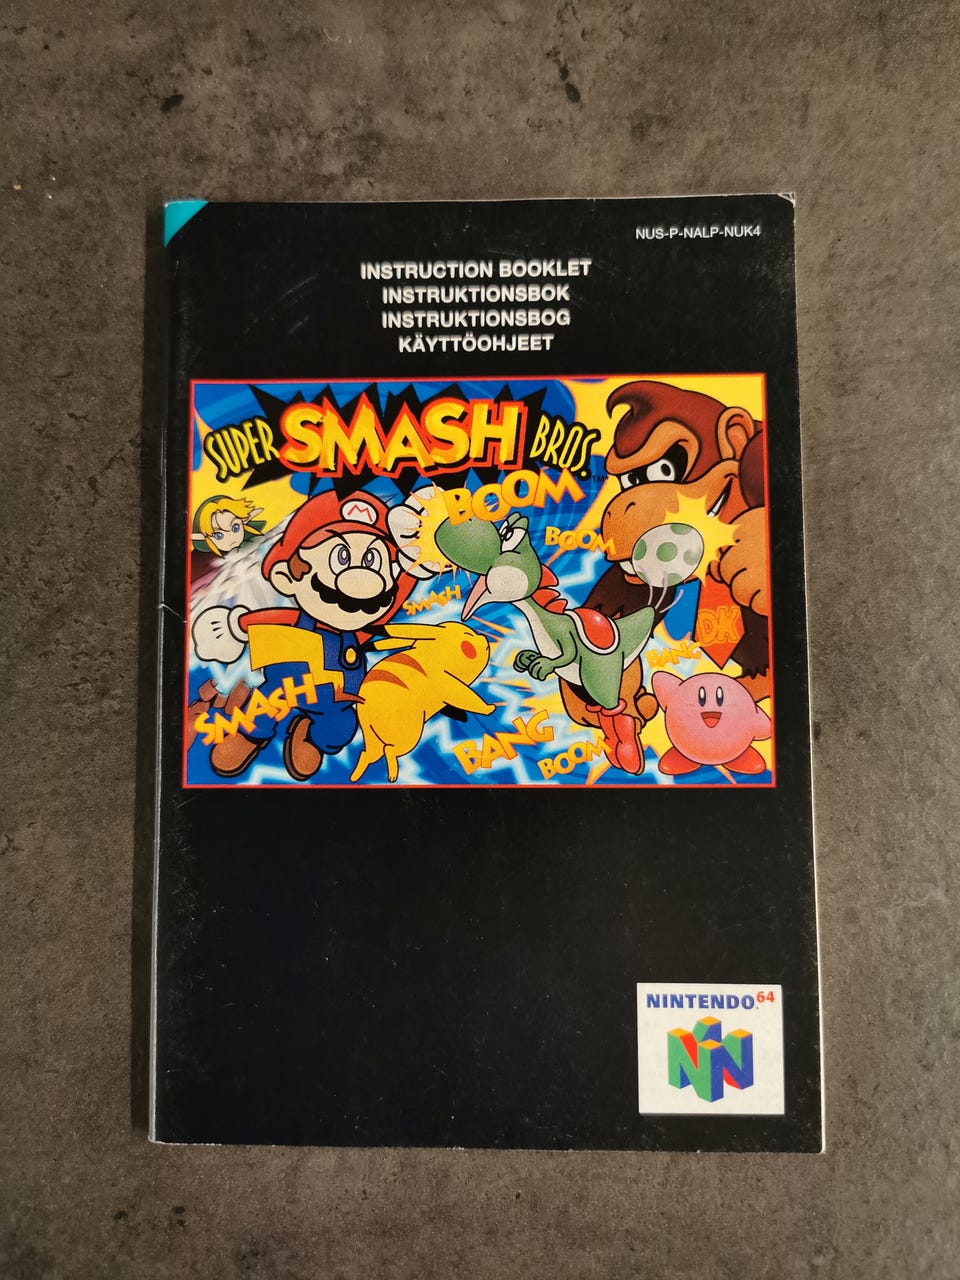 NUS-P-NALP-NUK4
INSTRUCTION BOOKLET
INSTRUKTIONSBOK
INSTRUKTIONSBOG
KÄYTTÖOHJEET
SUPER SMASH BROS.™
BOOM
BOOM
SMASH
DK
BANG
SMASH
BANG
BOOM
M
NINTENDO64